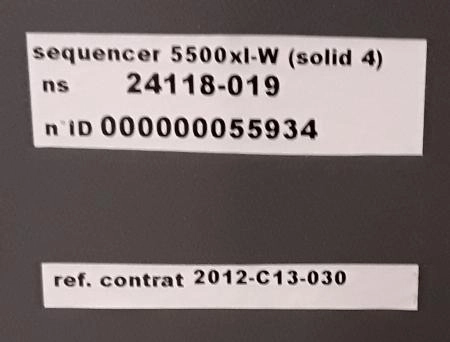 sequencer 5500xl-W (solid 4)
ns 24118-019
n°ID 000000055934
ref. contrat 2012-C13-030